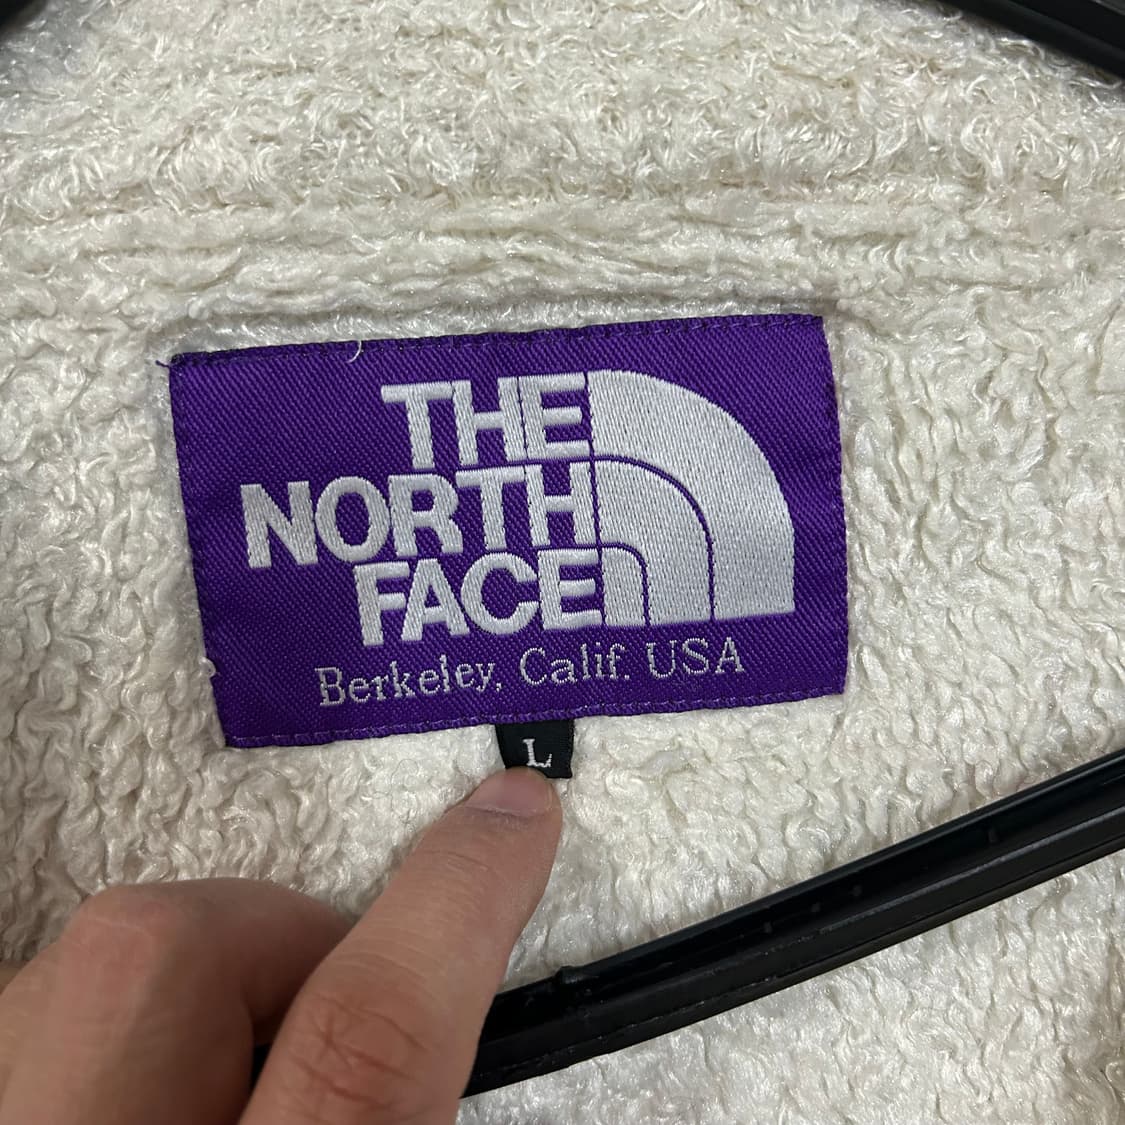 THE
NORTH
FACE
Berkeley, Calif. USA
L